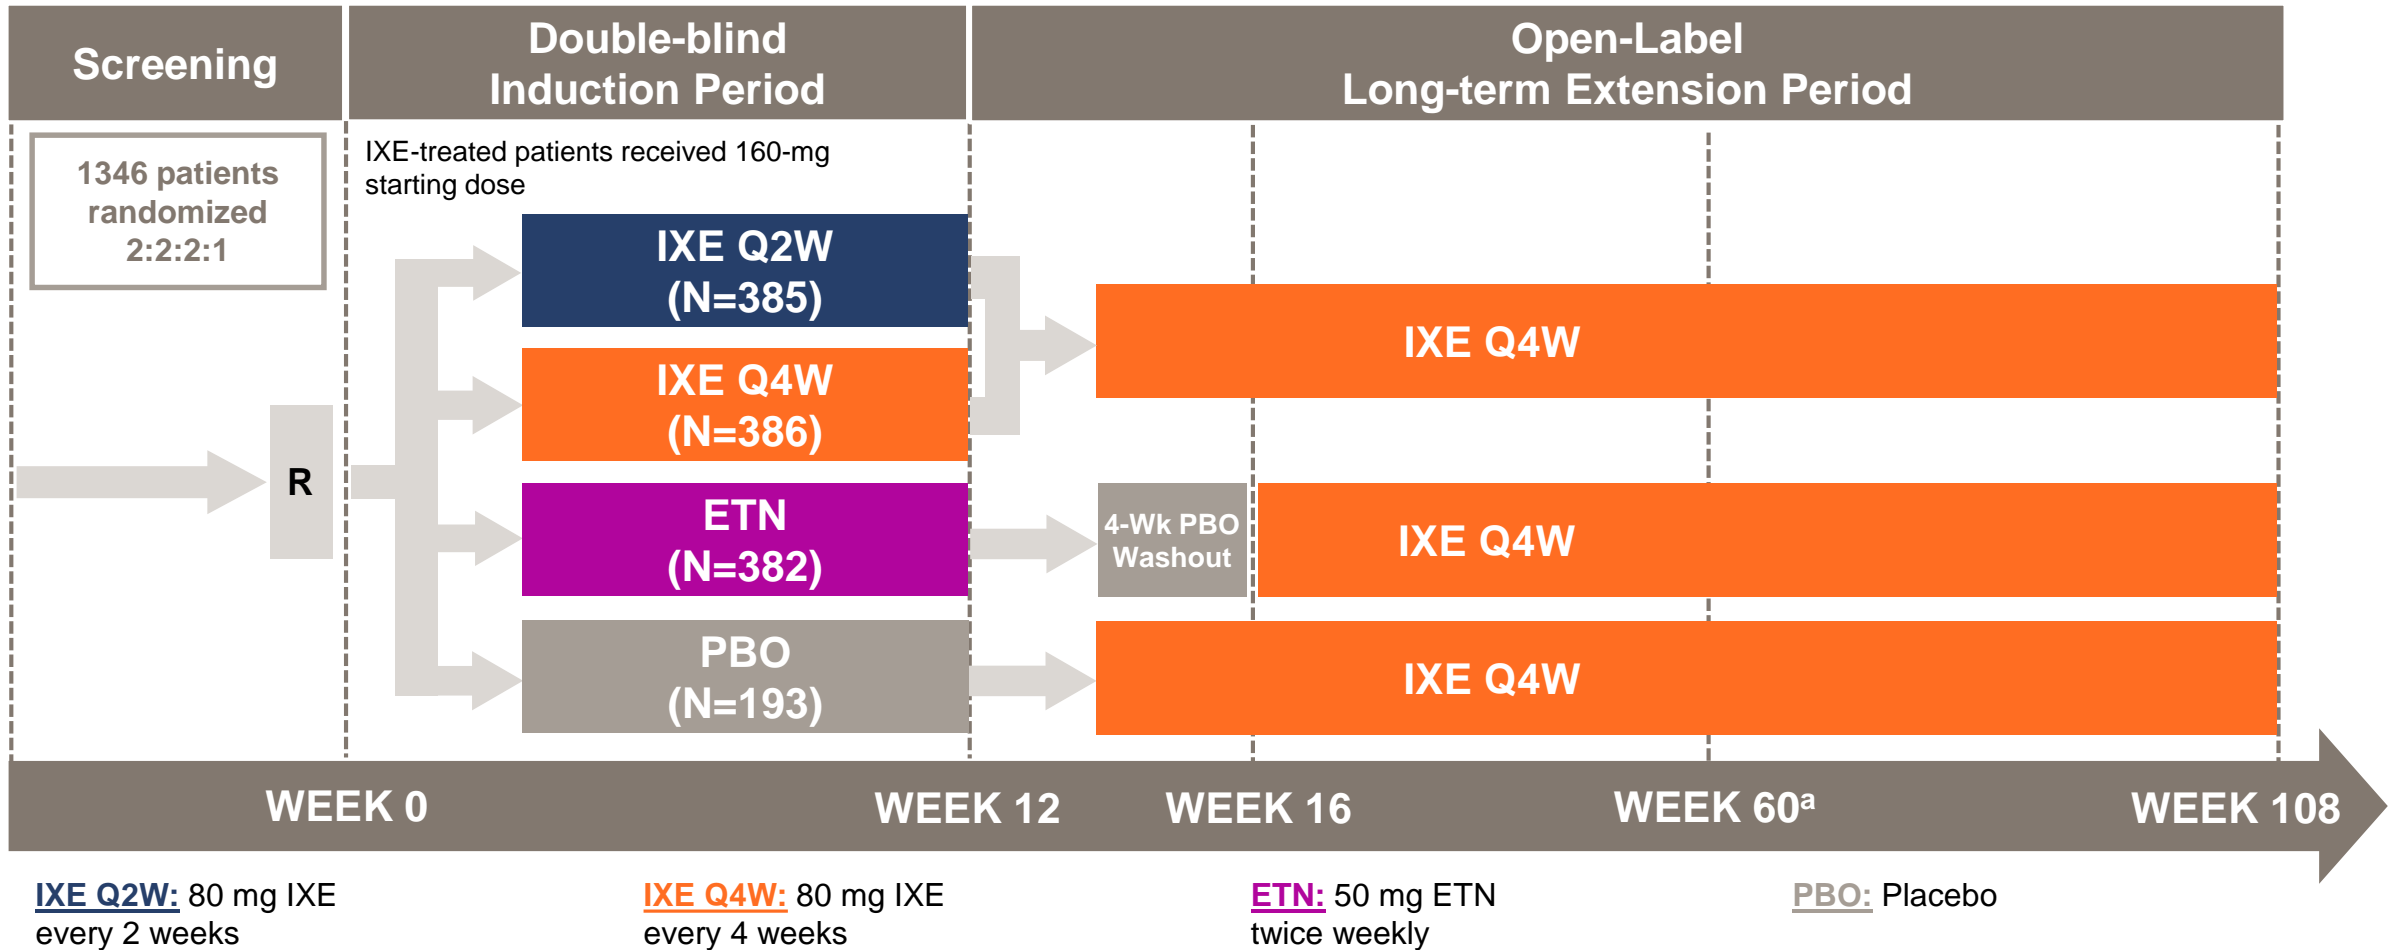 Screening
Double-blind
Induction Period
Open-Label
Long-term Extension Period
1346 patients
randomized
2:2:2:1
IXE-treated patients received 160-mg
starting dose
R
IXE Q2W
(N=385)
IXE Q4W
(N=386)
ETN
(N=382)
PBO
(N=193)
IXE Q4W
4-Wk PBO
Washout
IXE Q4W
IXE Q4W
WEEK 0
WEEK 12
WEEK 16
WEEK 60ᵃ
WEEK 108
IXE Q2W: 80 mg IXE
every 2 weeks
IXE Q4W: 80 mg IXE
every 4 weeks
ETN: 50 mg ETN
twice weekly
PBO: Placebo